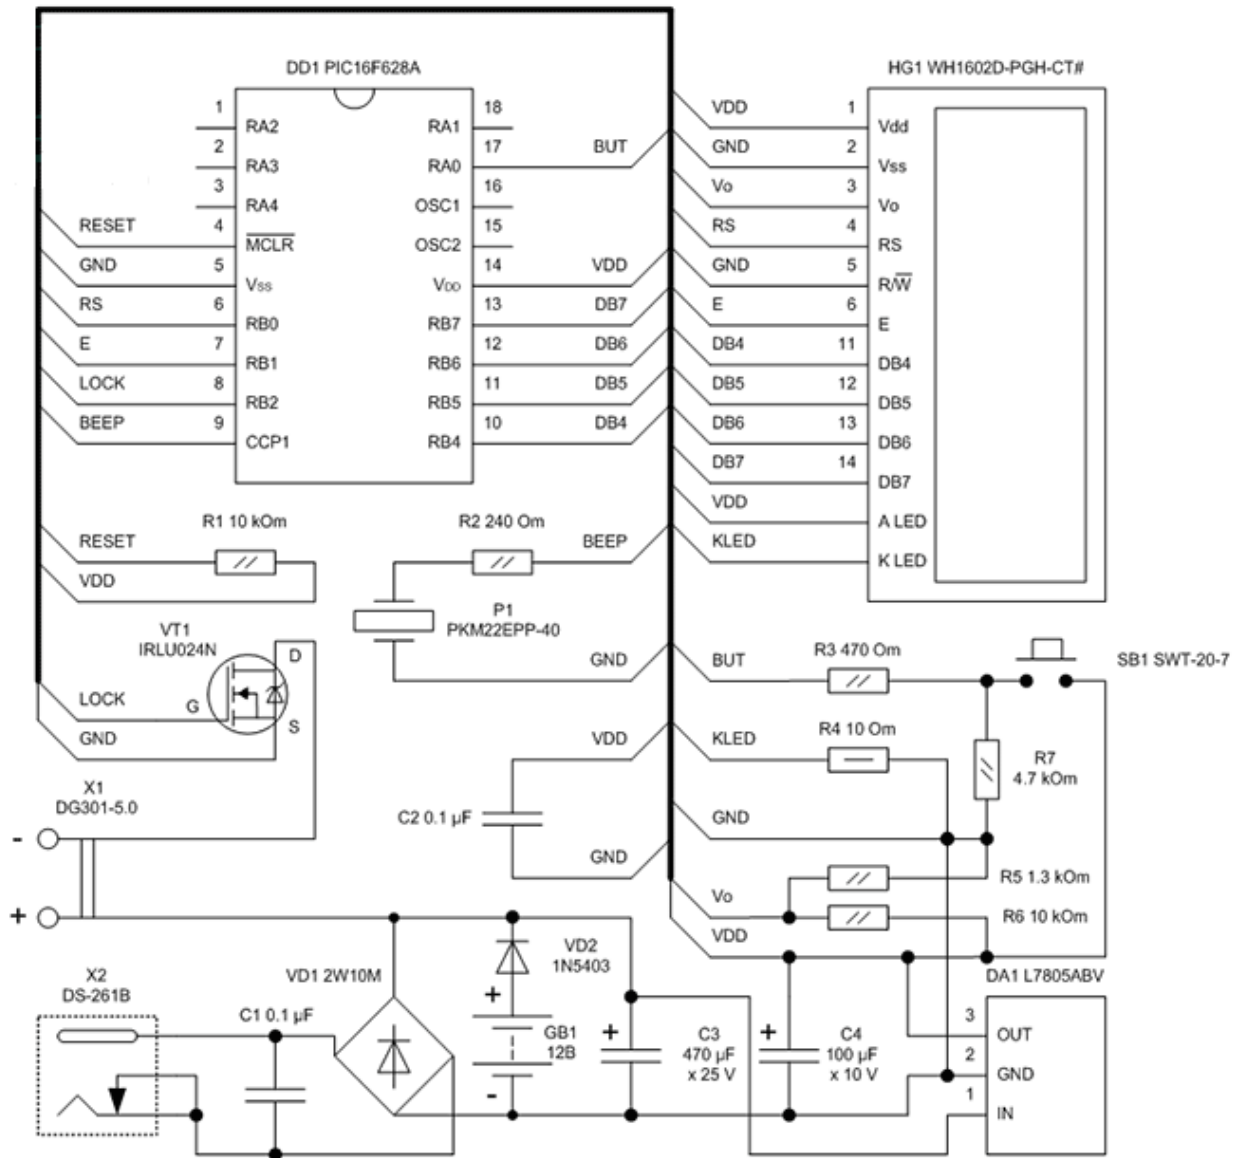 DD1 PIC16F628A
HG1 WH1602D-PGH-CT#
1
RA2
2
RA3
3
RA4
RESET 4
MCLR
GND 5
Vss
RS 6
RB0
E 7
RB1
LOCK 8
RB2
BEEP 9
CCP1
18
RA1
17 BUT
RA0
16
OSC1
15
OSC2
14 VDD
VDD
13 DB7
RB7
12 DB6
RB6
11 DB5
RB5
10 DB4
RB4
VDD 1
Vdd
GND 2
Vss
Vo 3
Vo
RS 4
RS
GND 5
R/W
E 6
E
DB4 11
DB4
DB5 12
DB5
DB6 13
DB6
DB7 14
DB7
VDD
A LED
KLED
K LED
R1 10 kOm
RESET
VDD
R2 240 Om
BEEP
P1
PKM22EPP-40
GND
VT1
IRLU024N
D
LOCK
G
S
GND
BUT
R3 470 Om
SB1 SWT-20-7
VDD
KLED
R4 10 Om
R7
4.7 kOm
X1
DG301-5.0
-
+
C2 0.1 µF
GND
GND
R5 1.3 kOm
Vo
R6 10 kOm
VDD
X2
DS-261B
C1 0.1 µF
VD1 2W10M
VD2
1N5403
+
GB1
12B
-
+
C3
470 µF
x 25 V
+
C4
100 µF
x 10 V
DA1 L7805ABV
3
OUT
2
GND
1
IN